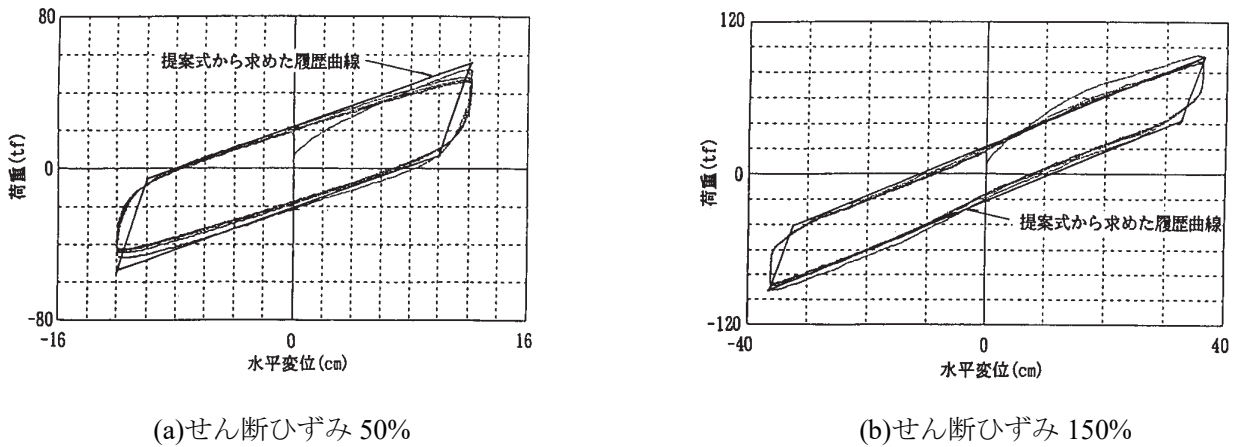 80
提案式から求めた履歴曲線
荷重(tf)
0
-80
-16
0
16
水平変位(cm)
(a)せん断ひずみ 50%
120
荷重(tf)
0
提案式から求めた履歴曲線
-120
-40
0
40
水平変位(cm)
(b)せん断ひずみ 150%